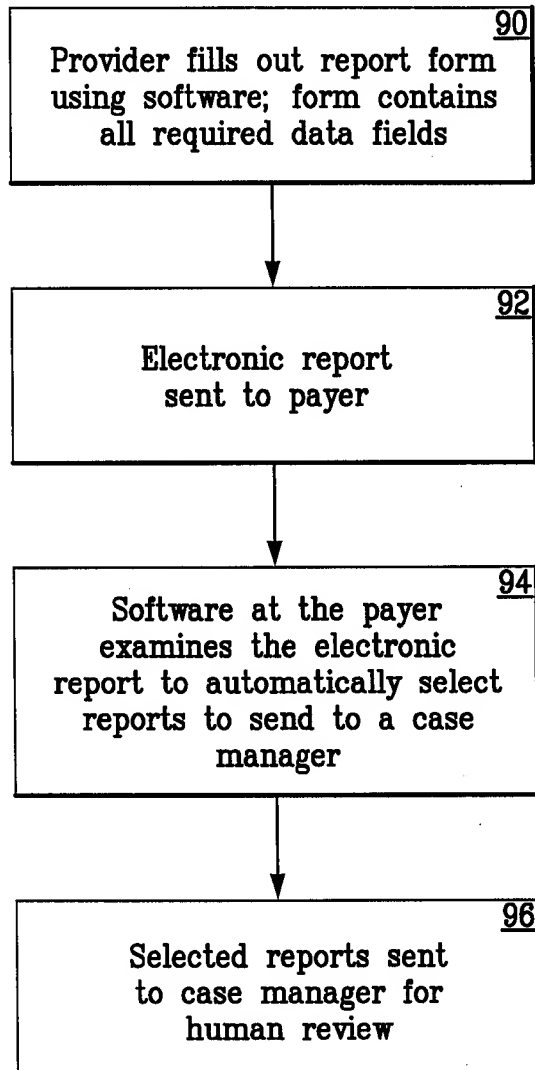 90
Provider fills out report form
using software; form contains
all required data fields
92
Electronic report
sent to payer
94
Software at the payer
examines the electronic
report to automatically select
reports to send to a case
manager
96
Selected reports sent
to case manager for
human review